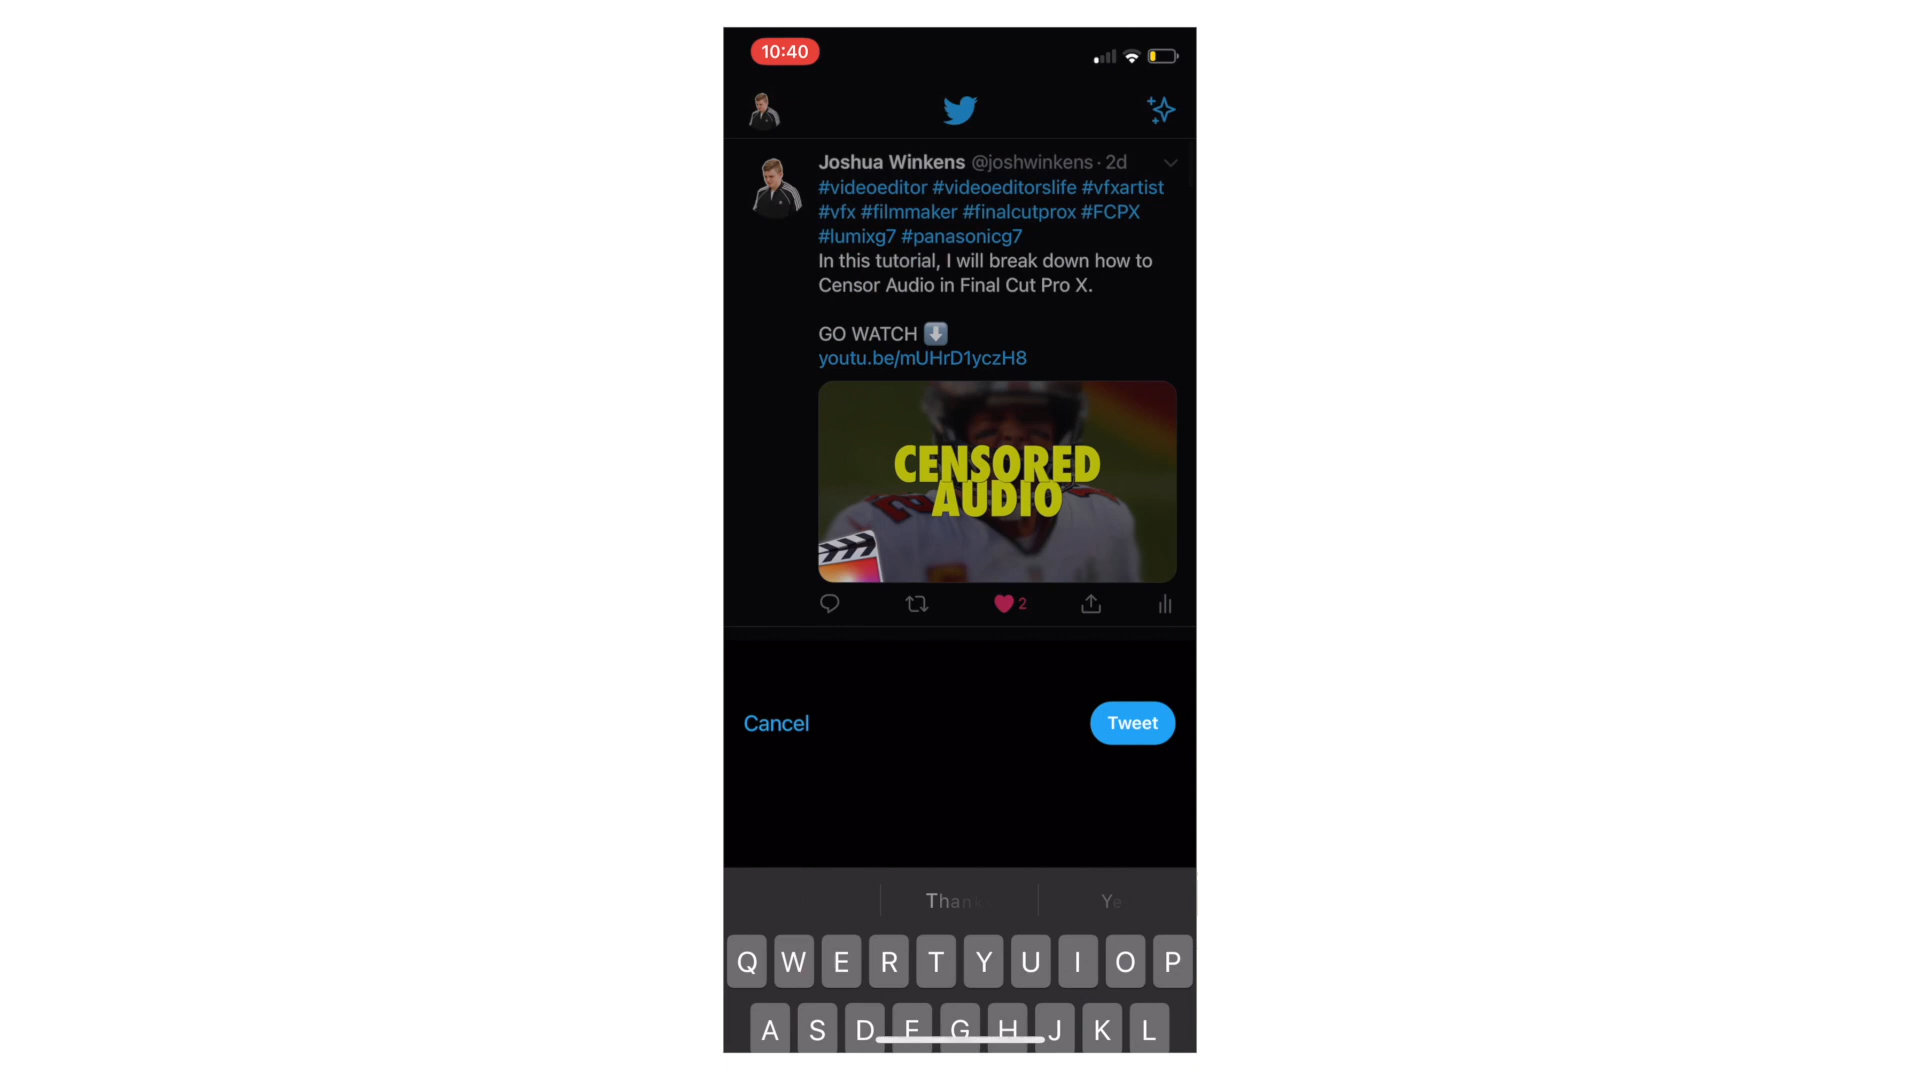 10:40
Joshua Winkens @joshwinkens · 2d
#videoeditor #videoeditorslife #vfxartist
#vfx #filmmaker #finalcutprox #FCPX
#lumixg7 #panasonicg7
In this tutorial, I will break down how to
Censor Audio in Final Cut Pro X.
GO WATCH
youtu.be/mUHrD1yczH8
CENSORED
AUDIO
2
Cancel Tweet
Q W E R T Y U I O P
A S D F G H J K L